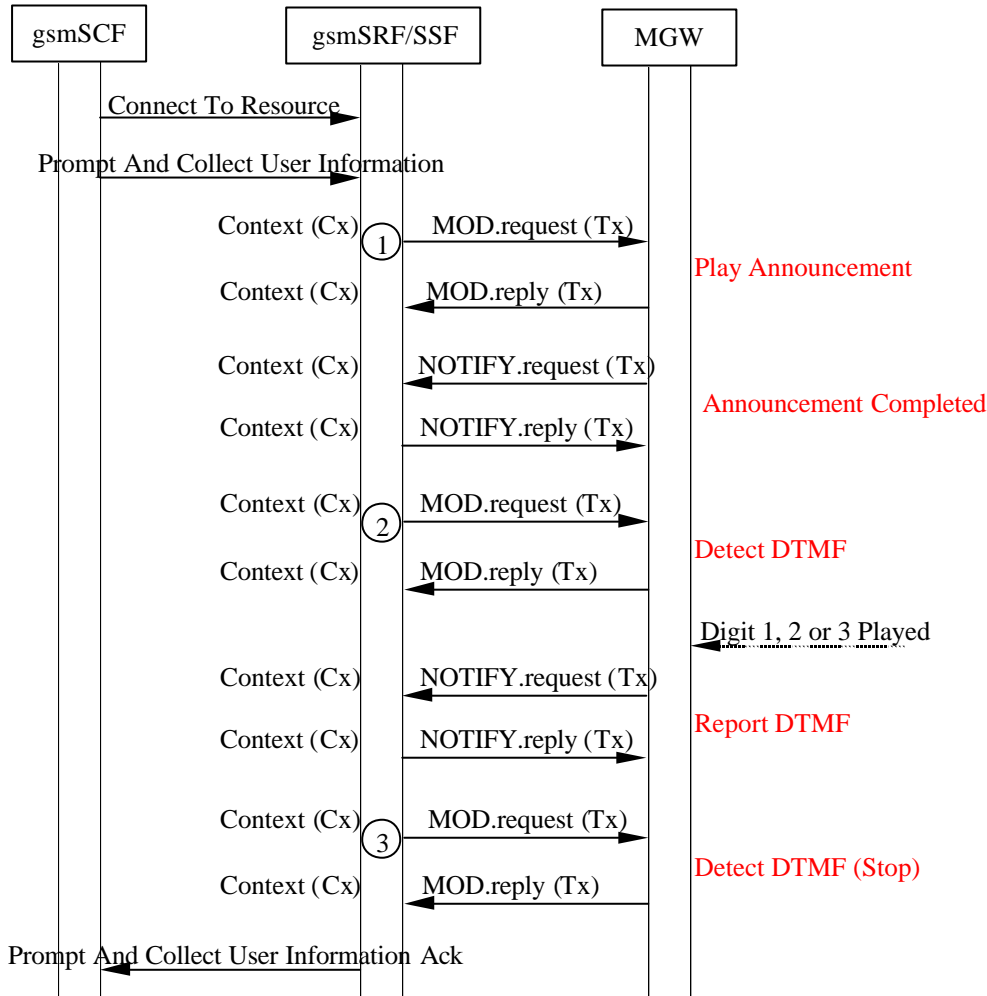 gsmSCF
gsmSRF/SSF
MGW
Connect To Resource
Prompt And Collect User Information
Context (Cx)
1
MOD.request (Tx)
Play Announcement
Context (Cx)
MOD.reply (Tx)
Context (Cx)
NOTIFY.request (Tx)
Announcement Completed
Context (Cx)
NOTIFY.reply (Tx)
Context (Cx)
2
MOD.request (Tx)
Detect DTMF
Context (Cx)
MOD.reply (Tx)
Digit 1, 2 or 3 Played
Context (Cx)
NOTIFY.request (Tx)
Report DTMF
Context (Cx)
NOTIFY.reply (Tx)
Context (Cx)
3
MOD.request (Tx)
Detect DTMF (Stop)
Context (Cx)
MOD.reply (Tx)
Prompt And Collect User Information Ack